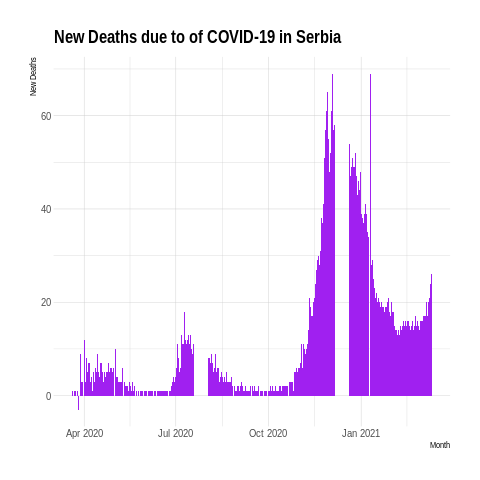 New Deaths due to of COVID-19 in Serbia
New Deaths
60
40
20
0
Apr 2020 Jul 2020 Oct 2020 Jan 2021
Month